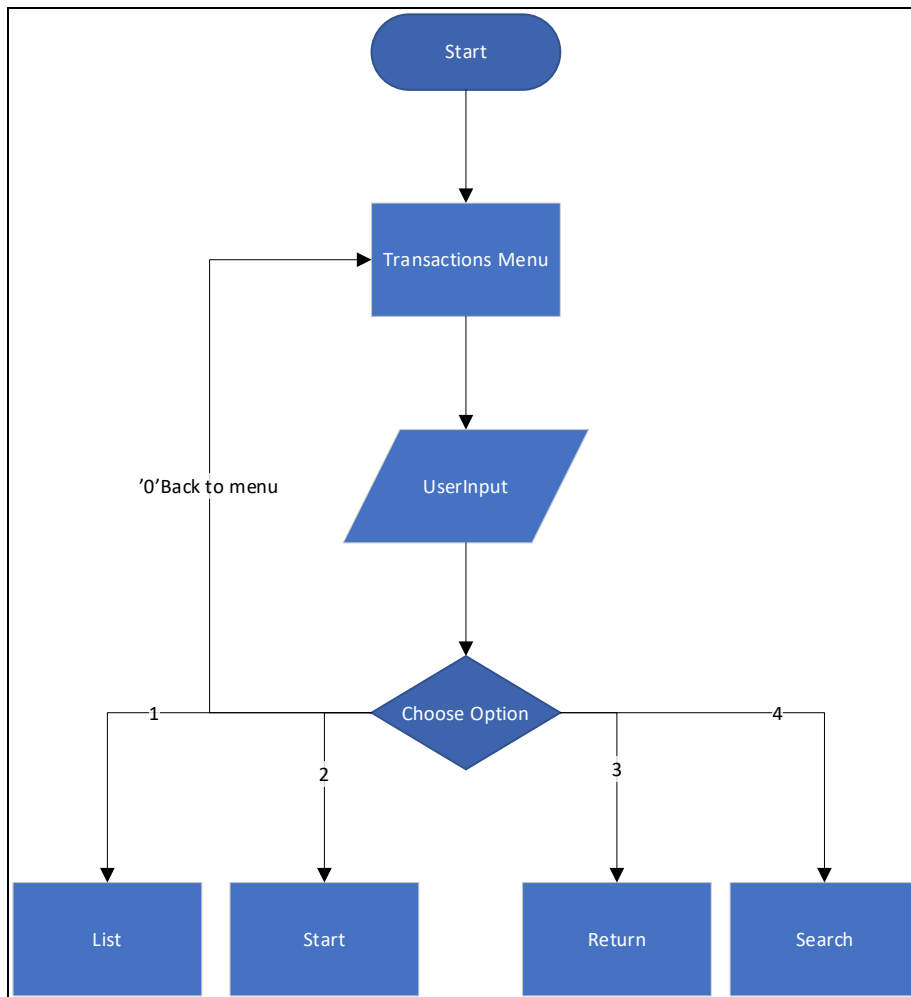 Start
Transactions Menu
’0’Back to menu
UserInput
Choose Option
1
2
3
4
List
Start
Return
Search